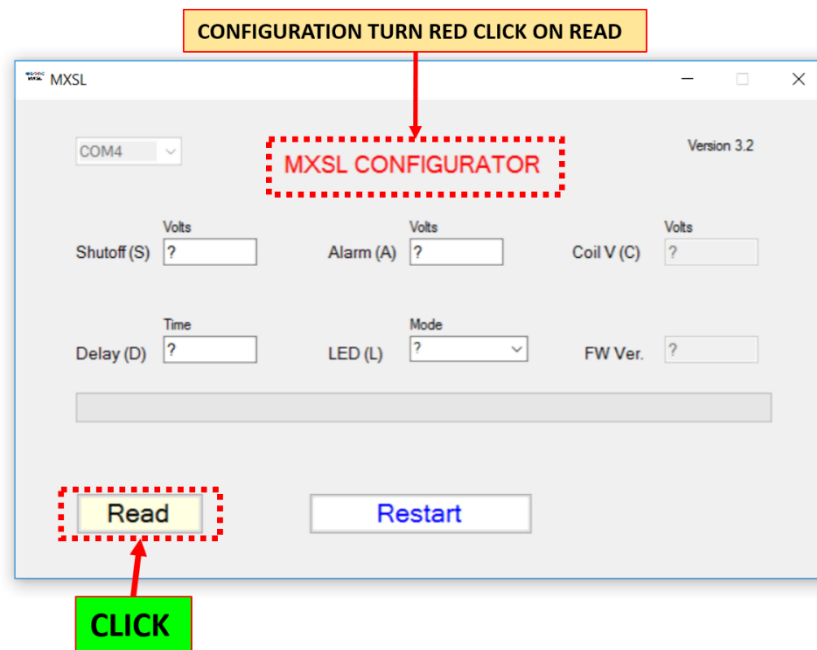 CONFIGURATION TURN RED CLICK ON READ
MXSL
COM4
MXSL CONFIGURATOR
Version 3.2
Volts
Volts
Volts
Shutoff (S) ?
Alarm (A) ?
Coil V (C) ?
Time
Mode
Delay (D) ?
LED (L) ?
FW Ver. ?
Read
Restart
CLICK